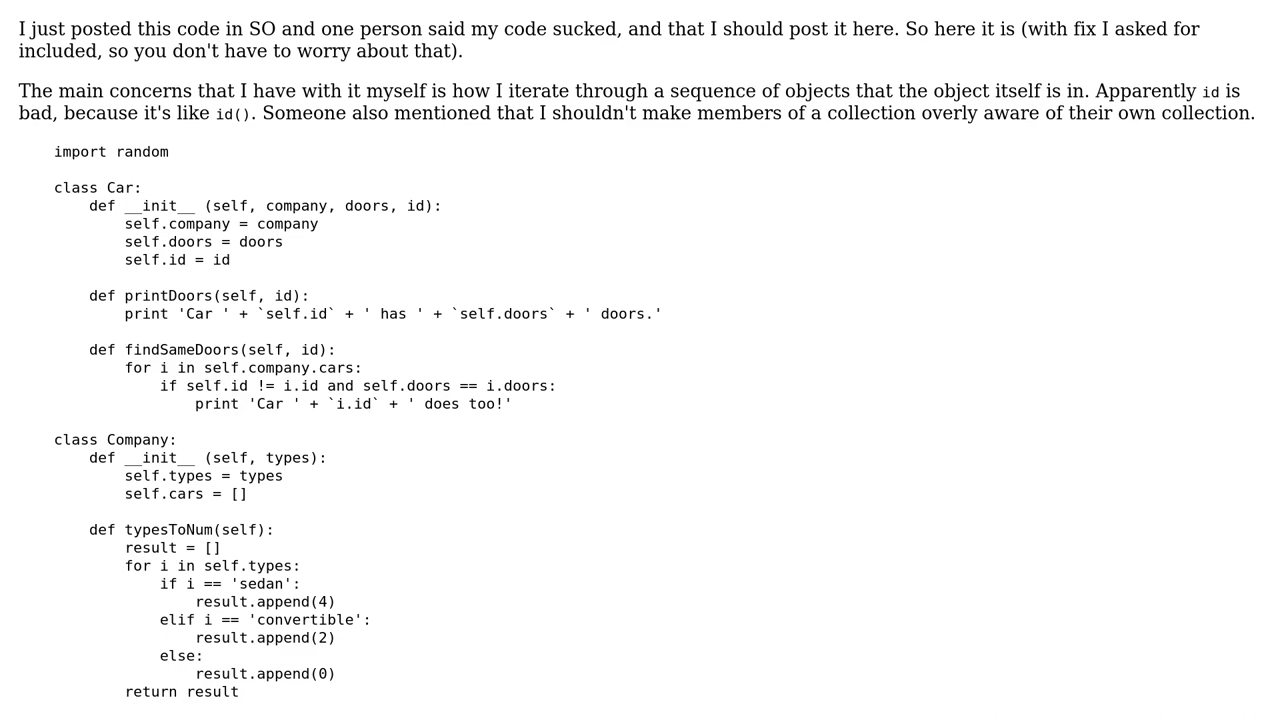 I just posted this code in SO and one person said my code sucked, and that I should post it here. So here it is (with fix I asked for
included, so you don't have to worry about that).
The main concerns that I have with it myself is how I iterate through a sequence of objects that the object itself is in. Apparently id is
bad, because it's like id(). Someone also mentioned that I shouldn't make members of a collection overly aware of their own collection.
import random
class Car:
    def __init__ (self, company, doors, id):
        self.company = company
        self.doors = doors
        self.id = id
    def printDoors(self, id):
        print 'Car ' + `self.id` + ' has ' + `self.doors` + ' doors.'
    def findSameDoors(self, id):
        for i in self.company.cars:
            if self.id != i.id and self.doors == i.doors:
                print 'Car ' + `i.id` + ' does too!'
class Company:
    def __init__ (self, types):
        self.types = types
        self.cars = []
    def typesToNum(self):
        result = []
        for i in self.types:
            if i == 'sedan':
                result.append(4)
            elif i == 'convertible':
                result.append(2)
            else:
                result.append(0)
        return result